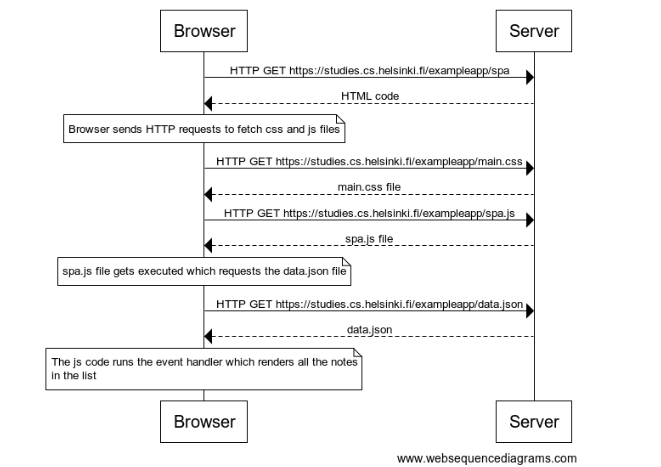 Browser
Server
HTTP GET https://studies.cs.helsinki.fi/exampleapp/spa
HTML code
Browser sends HTTP requests to fetch css and js files
HTTP GET https://studies.cs.helsinki.fi/exampleapp/main.css
main.css file
HTTP GET https://studies.cs.helsinki.fi/exampleapp/spa.js
spa.js file
spa.js file gets executed which requests the data.json file
HTTP GET https://studies.cs.helsinki.fi/exampleapp/data.json
data.json
The js code runs the event handler which renders all the notes
in the list
Browser
Server
www.websequencediagrams.com